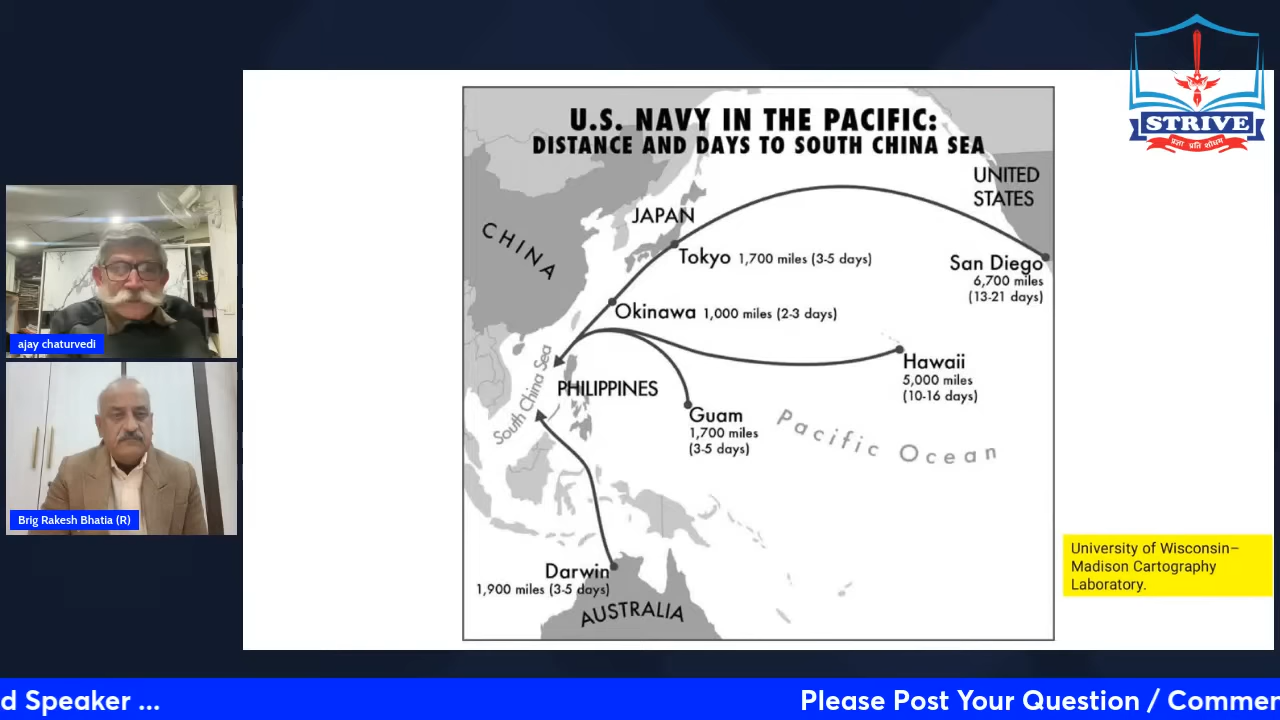 STRIVE
प्रज्ञा प्रति शोधम्
U.S. NAVY IN THE PACIFIC:
DISTANCE AND DAYS TO SOUTH CHINA SEA
UNITED
STATES
JAPAN
CHINA
Tokyo 1,700 miles (3-5 days)
San Diego
6,700 miles
(13-21 days)
Okinawa 1,000 miles (2-3 days)
Hawaii
5,000 miles
(10-16 days)
South China Sea
PHILIPPINES
Guam
1,700 miles
(3-5 days)
Pacific Ocean
Darwin
1,900 miles (3-5 days)
AUSTRALIA
University of Wisconsin–
Madison Cartography
Laboratory.
ajay chaturvedi
Brig Rakesh Bhatia (R)
d Speaker ...
Please Post Your Question / Commer